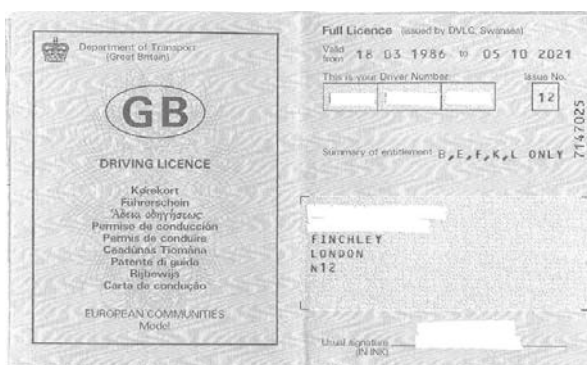 Department of Transport
(Great Britain)
GB
DRIVING LICENCE
Kørekort
Führerschein
Άδεια οδηγήσεως
Permiso de conducción
Permis de conduire
Ceadúnas Tiomána
Patente di guida
Rijbewijs
Carta de condução
EUROPEAN COMMUNITIES
Model
Full Licence (issued by DVLC, Swansea)
Valid from 18 03 1986 to 05 10 2021
This is your Driver Number: Issue No.
12
7147025
Summary of entitlement B,E,F,K,L ONLY
FINCHLEY
LONDON
N12
Usual signature
(IN INK)